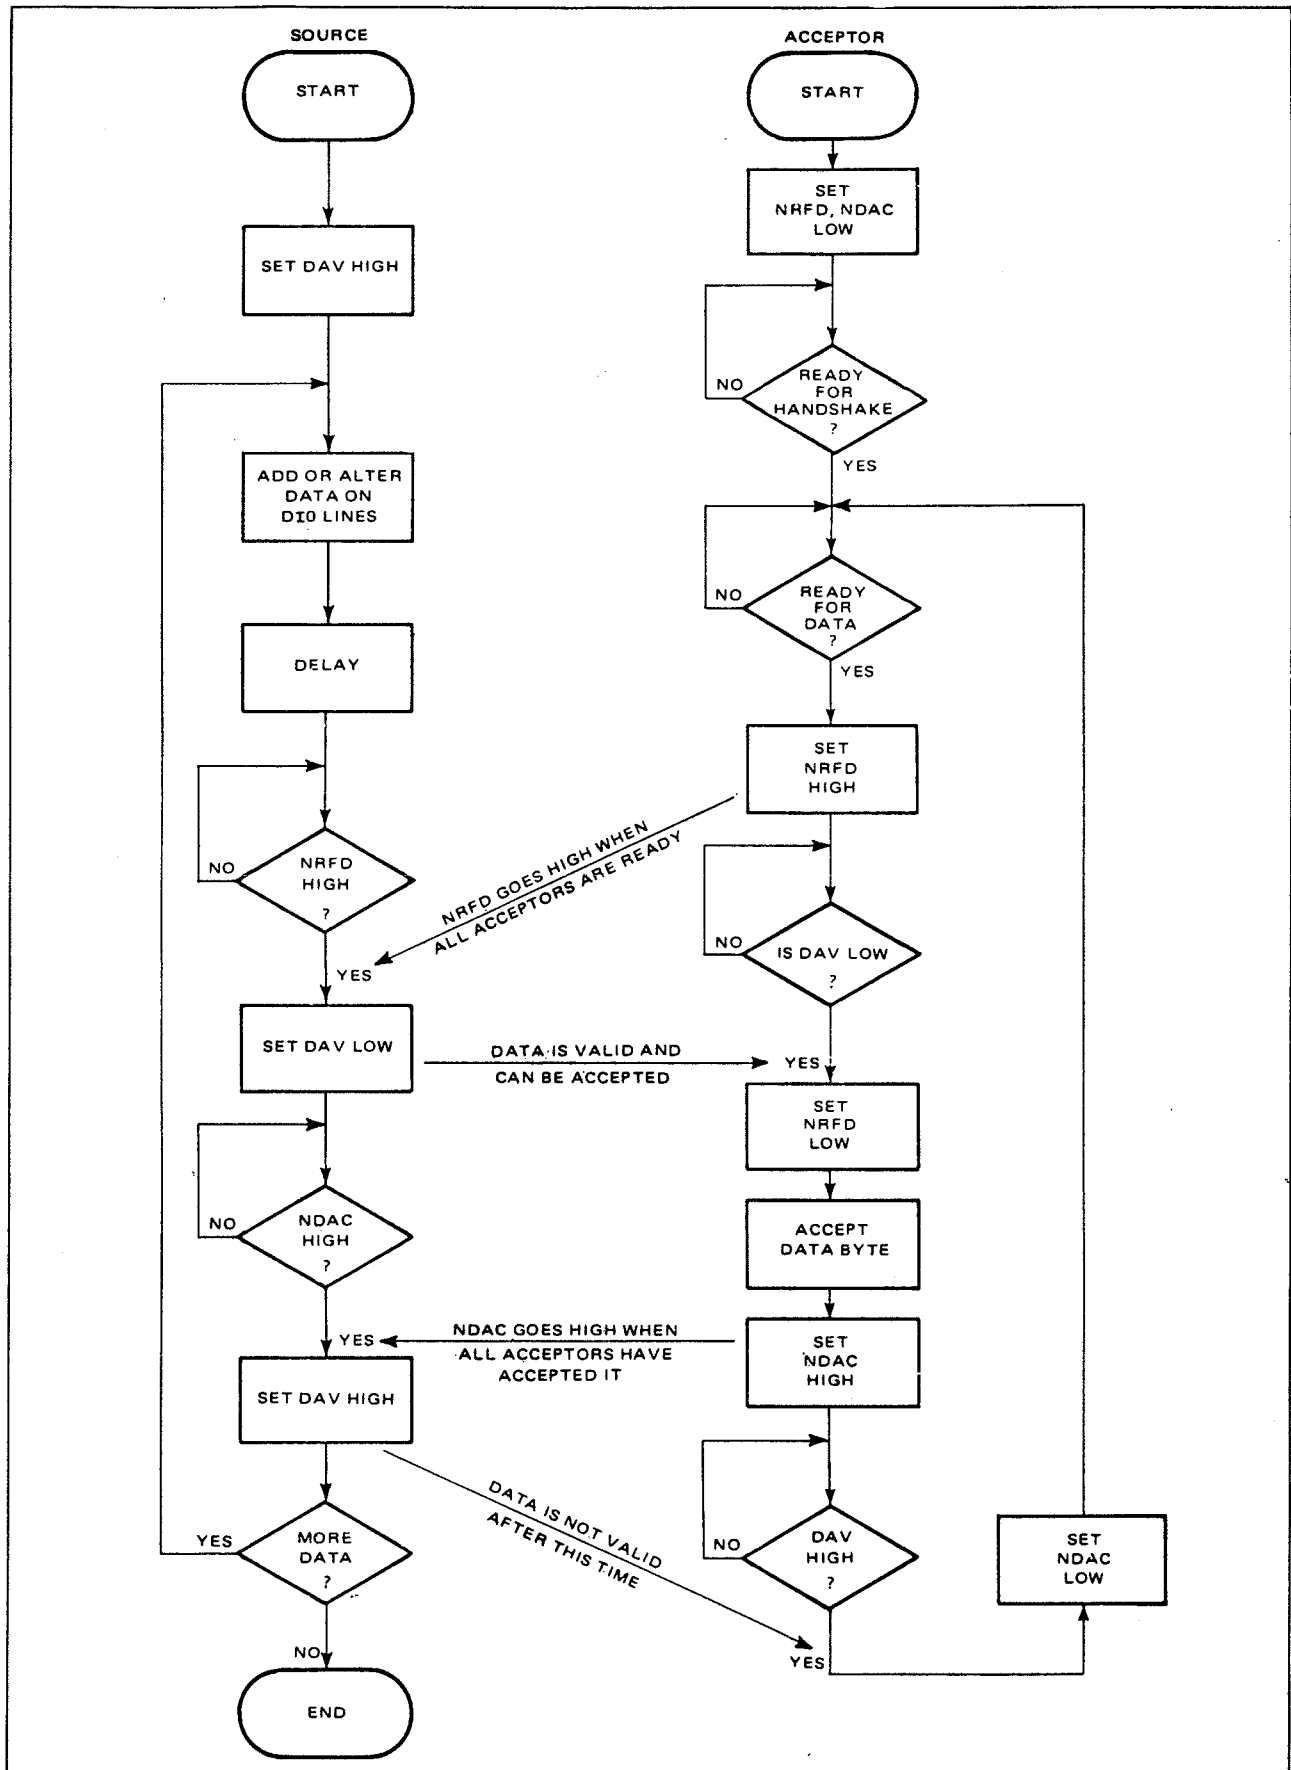 SOURCE
START
SET DAV HIGH
ADD OR ALTER
DATA ON
DIO LINES
DELAY
NO
NRFD
HIGH
?
YES
SET DAV LOW
NO
NDAC
HIGH
?
YES
SET DAV HIGH
YES
MORE
DATA
?
NO
END
NRFD GOES HIGH WHEN
ALL ACCEPTORS ARE READY
DATA IS VALID AND
CAN BE ACCEPTED
NDAC GOES HIGH WHEN
ALL ACCEPTORS HAVE
ACCEPTED IT
DATA IS NOT VALID
AFTER THIS TIME
ACCEPTOR
START
SET
NRFD, NDAC
LOW
NO
READY
FOR
HANDSHAKE
?
YES
NO
READY
FOR
DATA
?
YES
SET
NRFD
HIGH
NO
IS DAV LOW
?
YES
SET
NRFD
LOW
ACCEPT
DATA BYTE
SET
NDAC
HIGH
NO
DAV
HIGH
?
YES
SET
NDAC
LOW